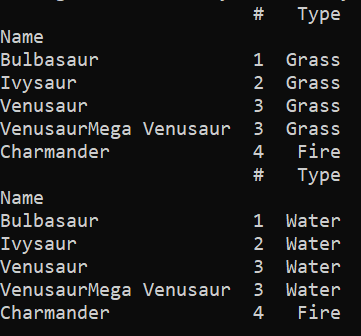 # Type
Name
Bulbasaur 1 Grass
Ivysaur 2 Grass
Venusaur 3 Grass
VenusaurMega Venusaur 3 Grass
Charmander 4 Fire
# Type
Name
Bulbasaur 1 Water
Ivysaur 2 Water
Venusaur 3 Water
VenusaurMega Venusaur 3 Water
Charmander 4 Fire